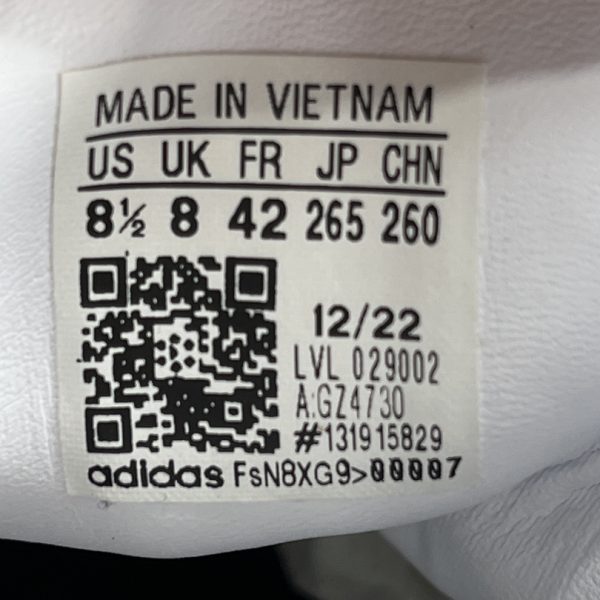 MADE IN VIETNAM
US UK FR JP CHN
8½ 8 42 265 260
12/22
LVL 029002
A:GZ4730
#131915829
adidas FsN8XG9>00007